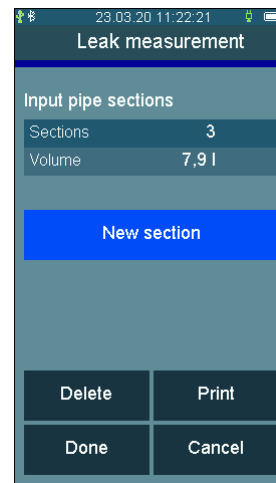 23.03.20 11:22:21
Leak measurement
Input pipe sections
Sections 3
Volume 7,9 l
New section
Delete Print
Done Cancel